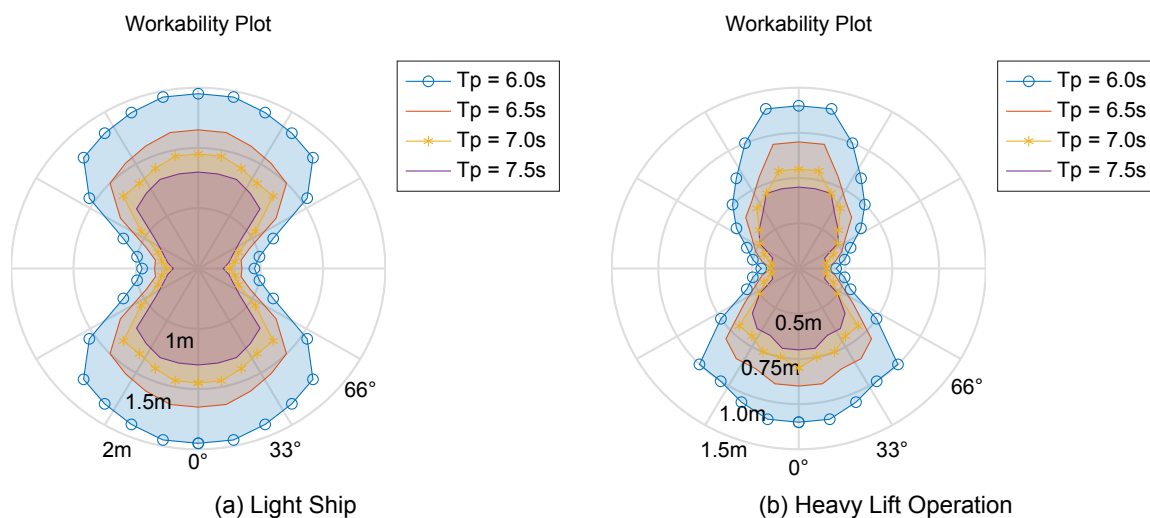 Workability Plot
Tp = 6.0s
Tp = 6.5s
Tp = 7.0s
Tp = 7.5s
1m
1.5m
2m
0°
33°
66°
(a) Light Ship
Workability Plot
Tp = 6.0s
Tp = 6.5s
Tp = 7.0s
Tp = 7.5s
0.5m
0.75m
1.0m
1.5m
0°
33°
66°
(b) Heavy Lift Operation